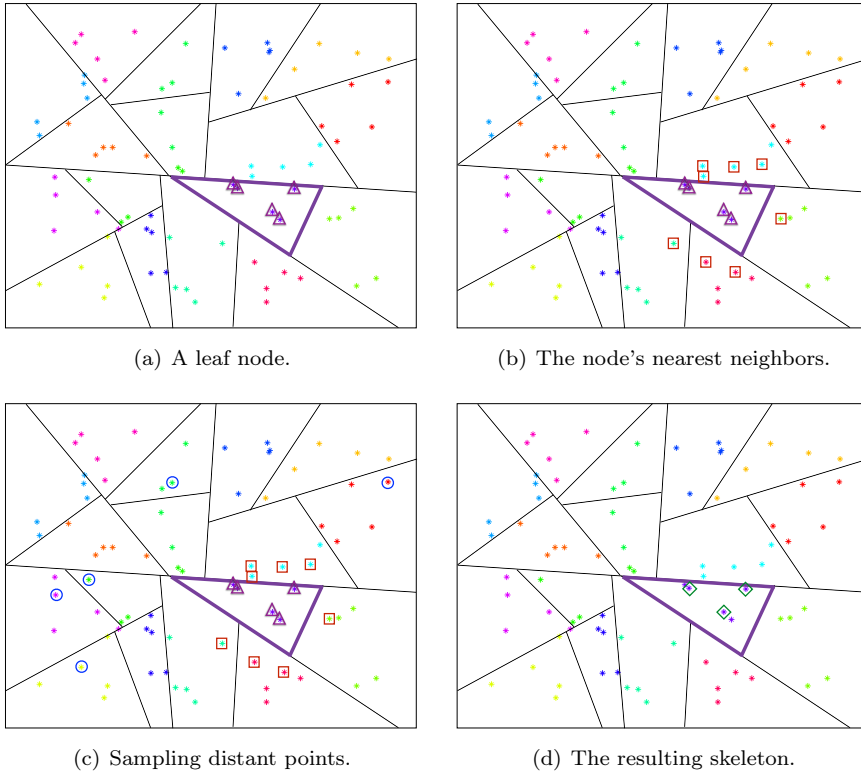 (a) A leaf node.
(b) The node's nearest neighbors.
(c) Sampling distant points.
(d) The resulting skeleton.